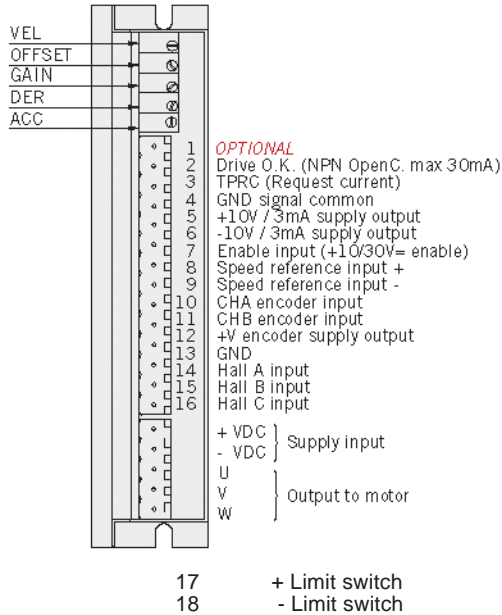 VEL
OFFSET
GAIN
DER
ACC
1 OPTIONAL
2 Drive O.K. (NPN OpenC. max 30mA)
3 TPRC (Request current)
4 GND signal common
5 +10V / 3mA supply output
6 -10V / 3mA supply output
7 Enable input (+10/30V= enable)
8 Speed reference input +
9 Speed reference input -
10 CHA encoder input
11 CHB encoder input
12 +V encoder supply output
13 GND
14 Hall A input
15 Hall B input
16 Hall C input
+ VDC
- VDC
Supply input
U
V
W
Output to motor
17 + Limit switch
18 - Limit switch